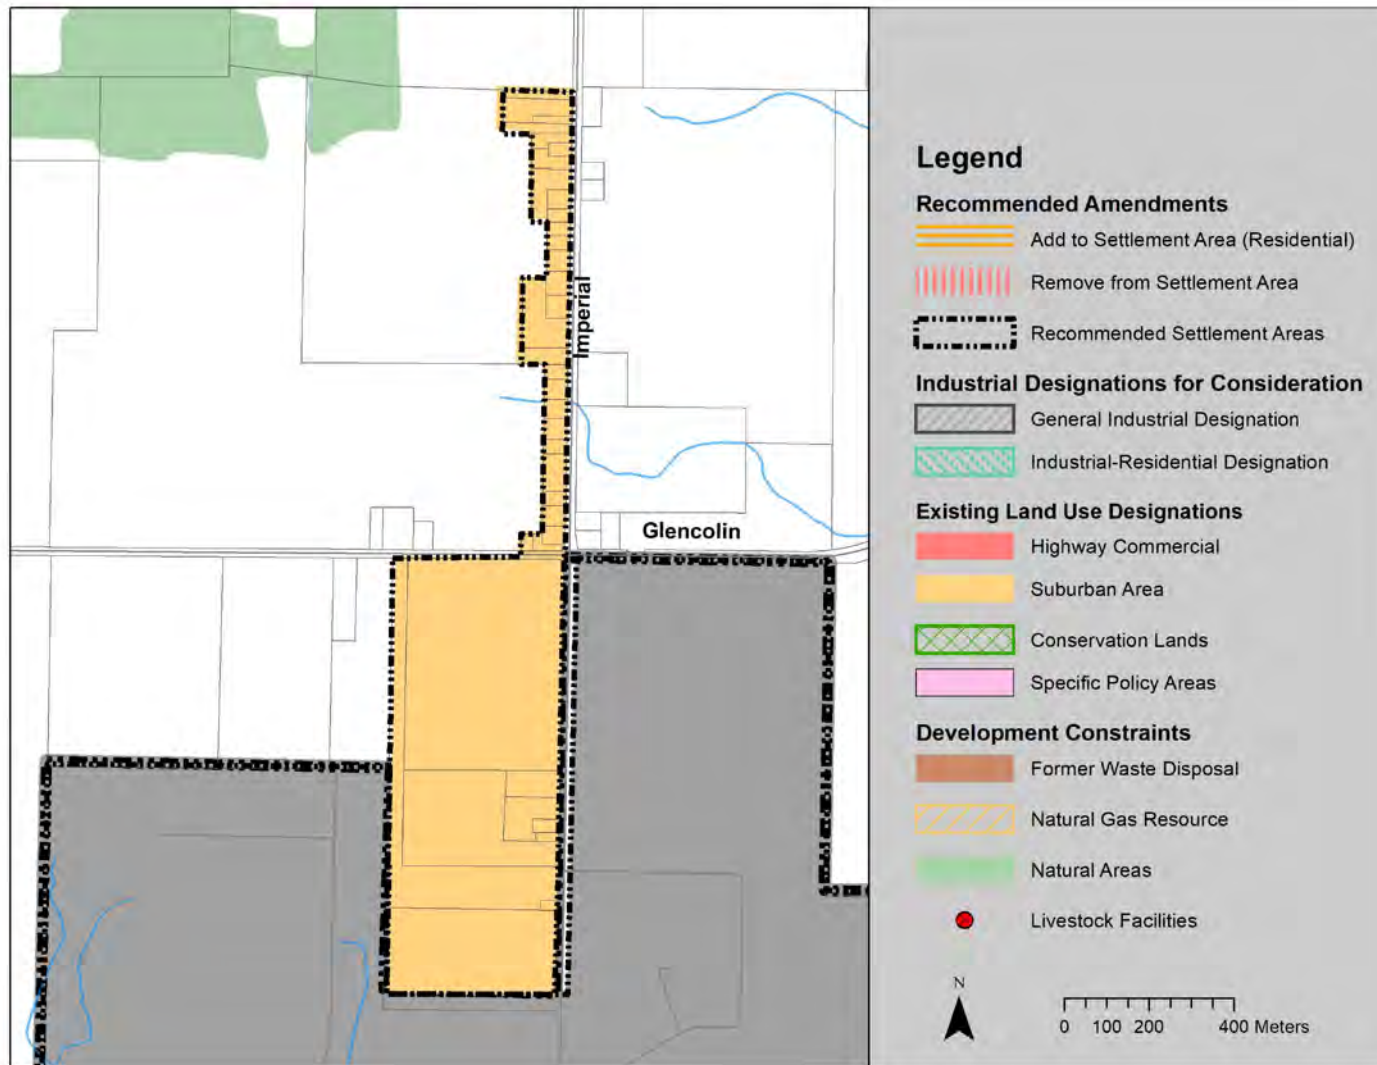 Imperial
Glencolin
Legend
Recommended Amendments
Add to Settlement Area (Residential)
Remove from Settlement Area
Recommended Settlement Areas
Industrial Designations for Consideration
General Industrial Designation
Industrial-Residential Designation
Existing Land Use Designations
Highway Commercial
Suburban Area
Conservation Lands
Specific Policy Areas
Development Constraints
Former Waste Disposal
Natural Gas Resource
Natural Areas
Livestock Facilities
N
0 100 200 400 Meters